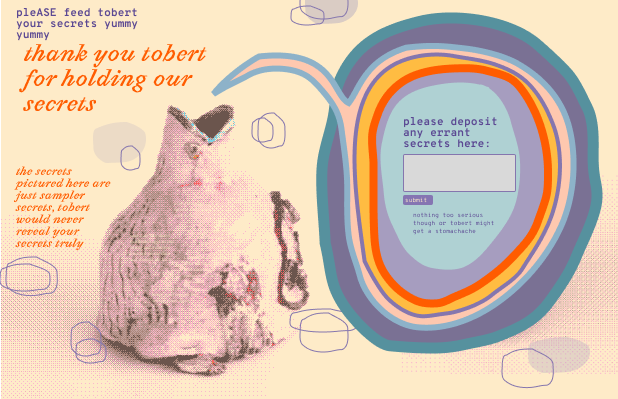 pleASE feed tobert
your secrets yummy
yummy
thank you tobert
for holding our
secrets
the secrets
pictured here are
just sampler
secrets, tobert
would never
reveal your
secrets truly
please deposit
any errant
secrets here:
submit
nothing too serious
though or tobert might
get a stomachache